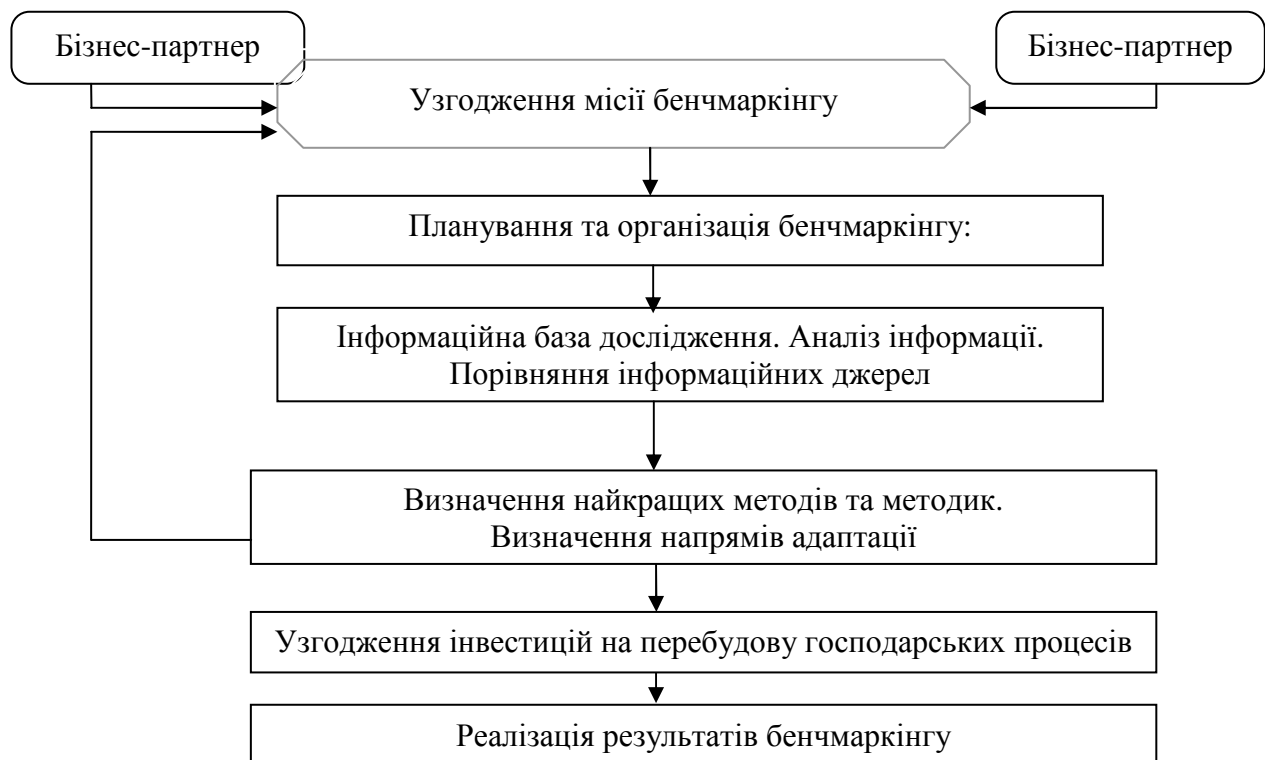 Бізнес-партнер
Бізнес-партнер
Узгодження місії бенчмаркінгу
Планування та організація бенчмаркінгу:
Інформаційна база дослідження. Аналіз інформації.
Порівняння інформаційних джерел
Визначення найкращих методів та методик.
Визначення напрямів адаптації
Узгодження інвестицій на перебудову господарських процесів
Реалізація результатів бенчмаркінгу